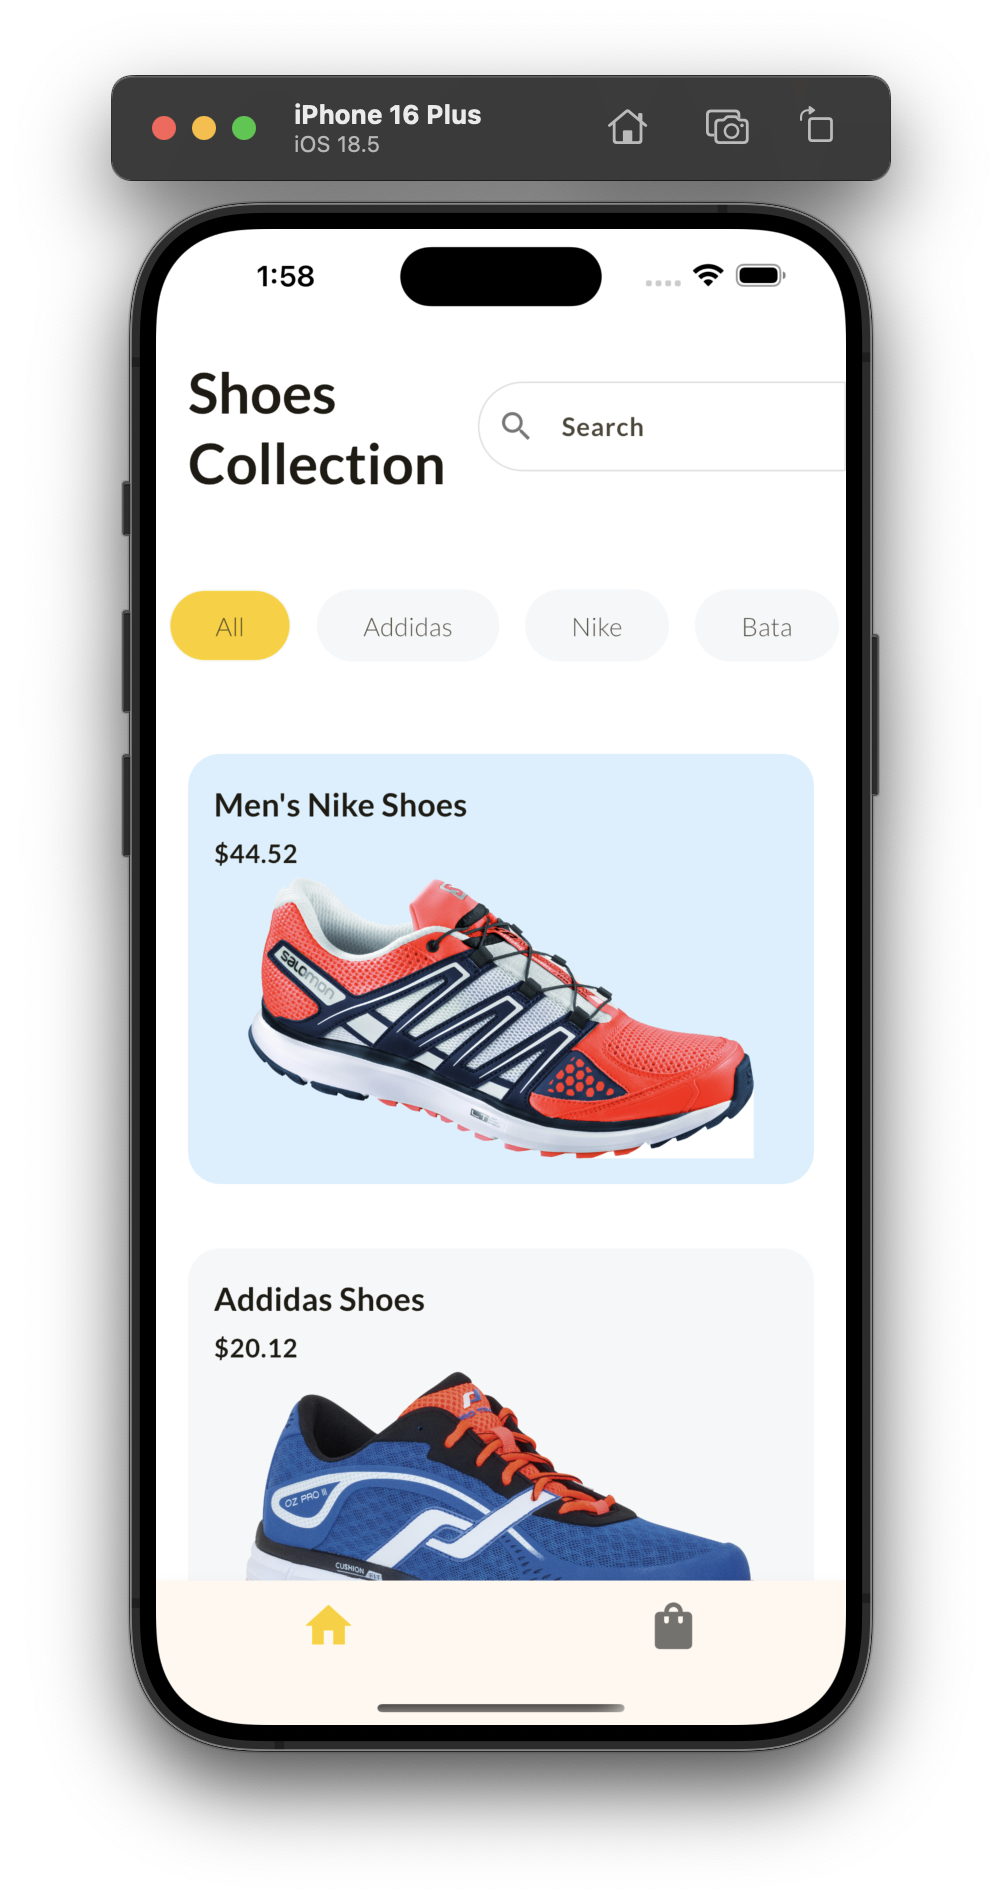 iPhone 16 Plus
iOS 18.5
1:58
Shoes
Collection
Search
All
Addidas
Nike
Bata
Men's Nike Shoes
$44.52
salomon
Addidas Shoes
$20.12
OZ PRO III
CUSHION